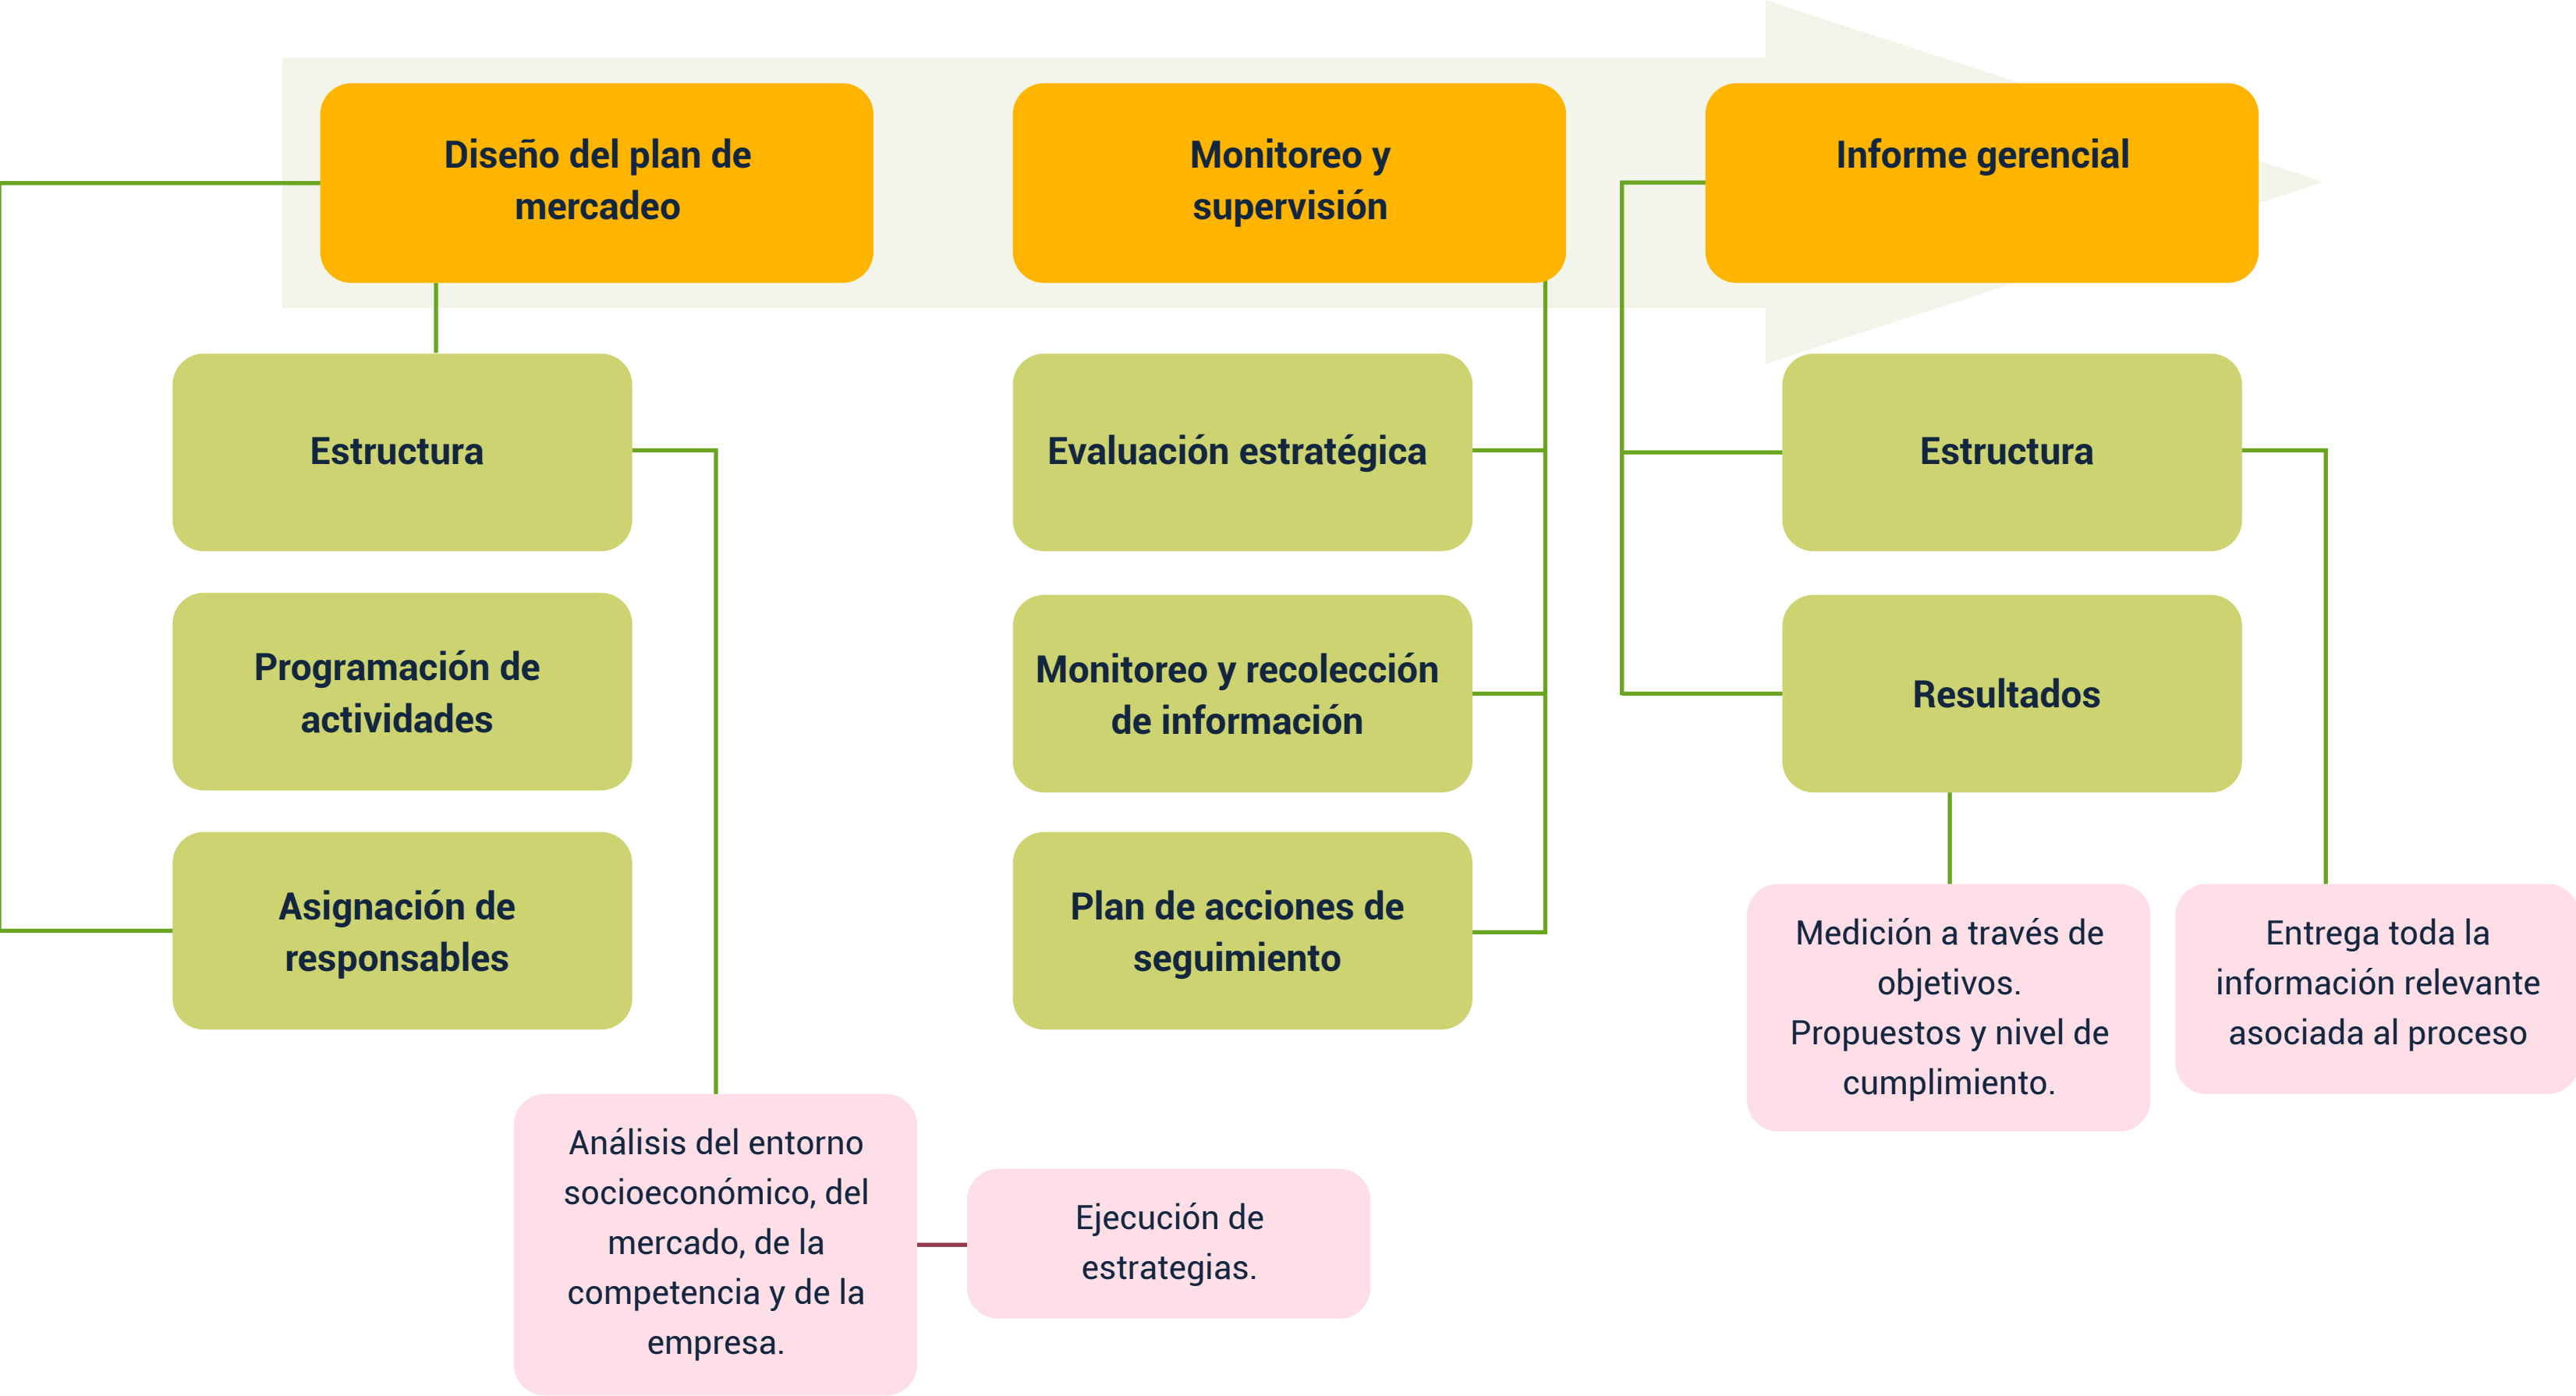 Diseño del plan de
mercadeo
Monitoreo y
supervisión
Informe gerencial
Estructura
Programación de
actividades
Asignación de
responsables
Análisis del entorno
socioeconómico, del
mercado, de la
competencia y de la
empresa.
Ejecución de
estrategias.
Evaluación estratégica
Monitoreo y recolección
de información
Plan de acciones de
seguimiento
Estructura
Resultados
Medición a través de
objetivos.
Propuestos y nivel de
cumplimiento.
Entrega toda la
información relevante
asociada al proceso